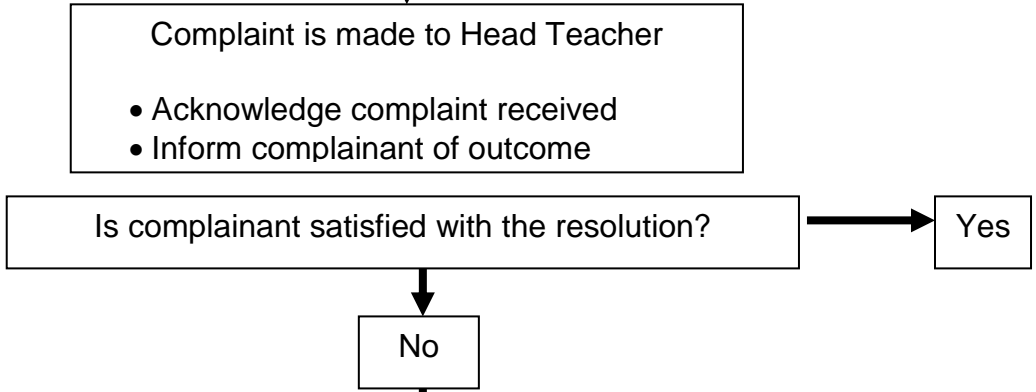 Complaint is made to Head Teacher
• Acknowledge complaint received
• Inform complainant of outcome
Is complainant satisfied with the resolution?
Yes
No